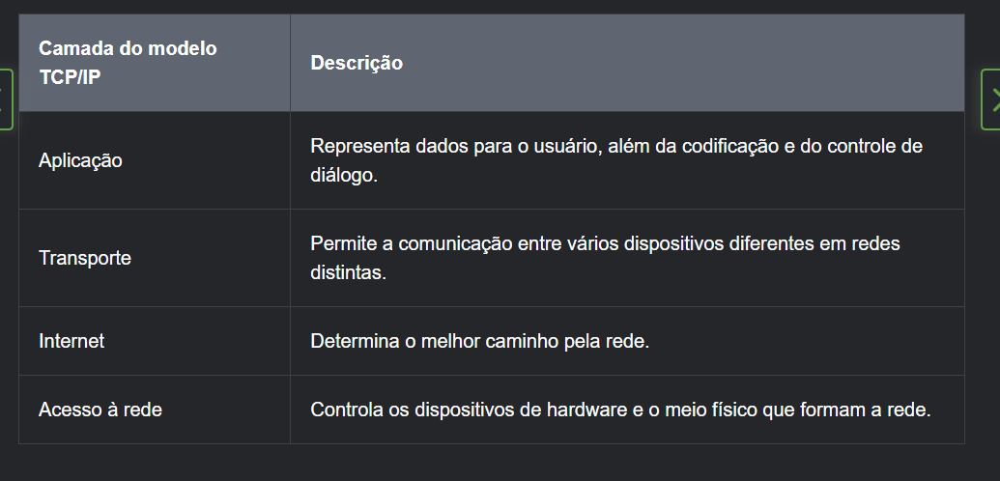 Camada do modelo
TCP/IP
Descrição
Aplicação
Representa dados para o usuário, além da codificação e do controle de
diálogo.
Transporte
Permite a comunicação entre vários dispositivos diferentes em redes
distintas.
Internet
Determina o melhor caminho pela rede.
Acesso à rede
Controla os dispositivos de hardware e o meio físico que formam a rede.